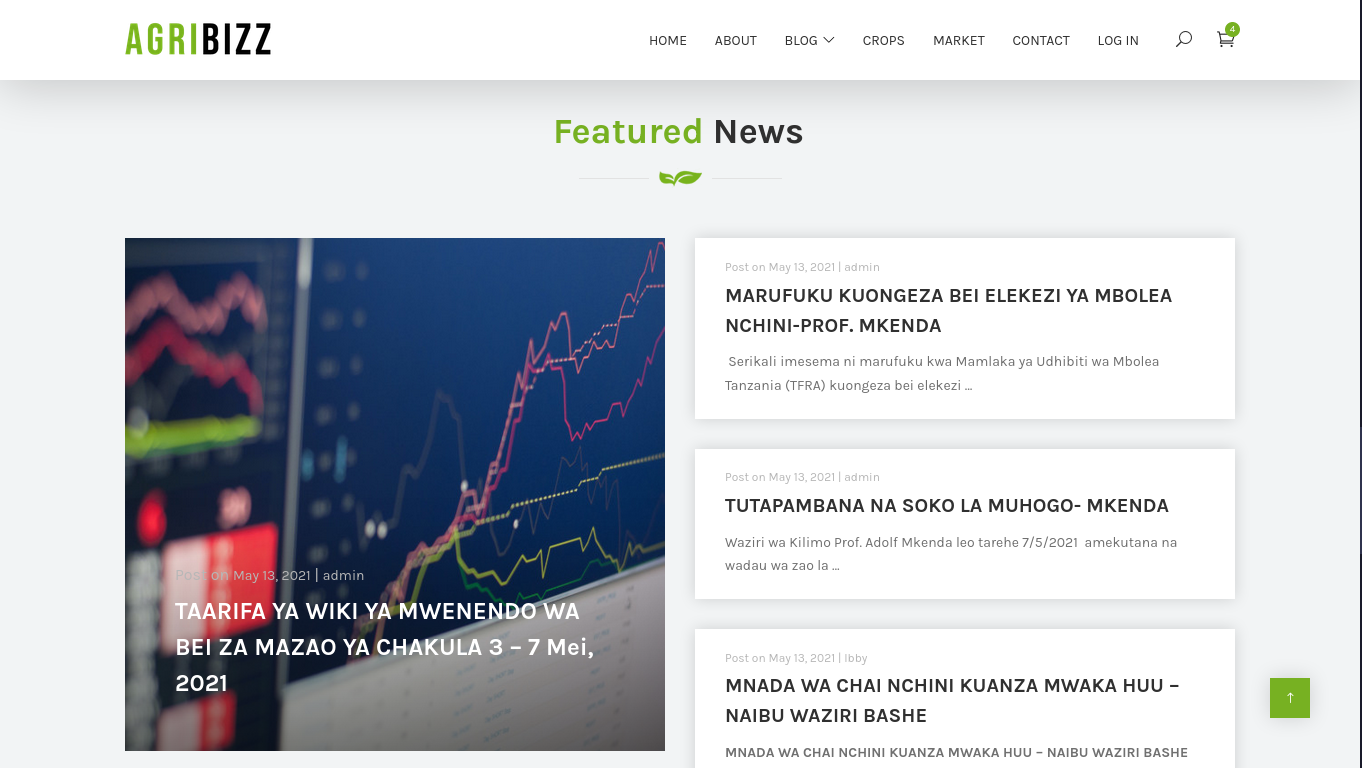 AGRIBIZZ
HOME ABOUT BLOG CROPS MARKET CONTACT LOG IN 4
Featured News
Post on May 13, 2021 | admin
TAARIFA YA WIKI YA MWENENDO WA
BEI ZA MAZAO YA CHAKULA 3 – 7 Mei,
2021
Post on May 13, 2021 | admin
MARUFUKU KUONGEZA BEI ELEKEZI YA MBOLEA
NCHINI-PROF. MKENDA
Serikali imesema ni marufuku kwa Mamlaka ya Udhibiti wa Mbolea
Tanzania (TFRA) kuongeza bei elekezi ...
Post on May 13, 2021 | admin
TUTAPAMBANA NA SOKO LA MUHOGO- MKENDA
Waziri wa Kilimo Prof. Adolf Mkenda leo tarehe 7/5/2021 amekutana na
wadau wa zao la ...
Post on May 13, 2021 | Ibby
MNADA WA CHAI NCHINI KUANZA MWAKA HUU –
NAIBU WAZIRI BASHE
MNADA WA CHAI NCHINI KUANZA MWAKA HUU – NAIBU WAZIRI BASHE